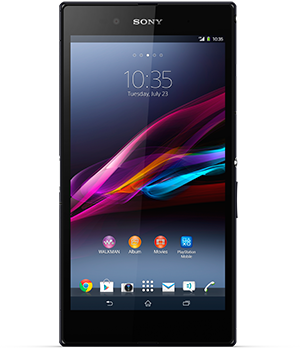 SONY
10:35
10:35
Tuesday, July 23
WALKMAN Album Movies PlayStation
Mobile